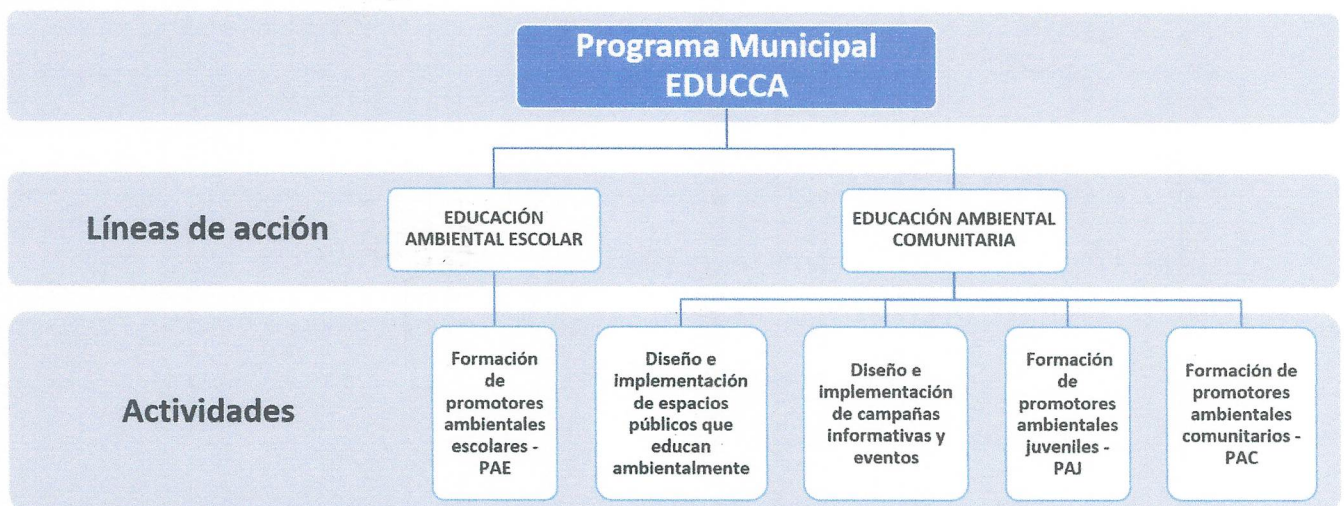 Programa Municipal
EDUCCA
Líneas de acción
EDUCACIÓN
AMBIENTAL ESCOLAR
EDUCACIÓN AMBIENTAL
COMUNITARIA
Actividades
Formación
de
promotores
ambientales
escolares -
PAE
Diseño e
implementación
de espacios
públicos que
educan
ambientalmente
Diseño e
implementación
de campañas
informativas y
eventos
Formación
de
promotores
ambientales
juveniles -
PAJ
Formación de
promotores
ambientales
comunitarios -
PAC